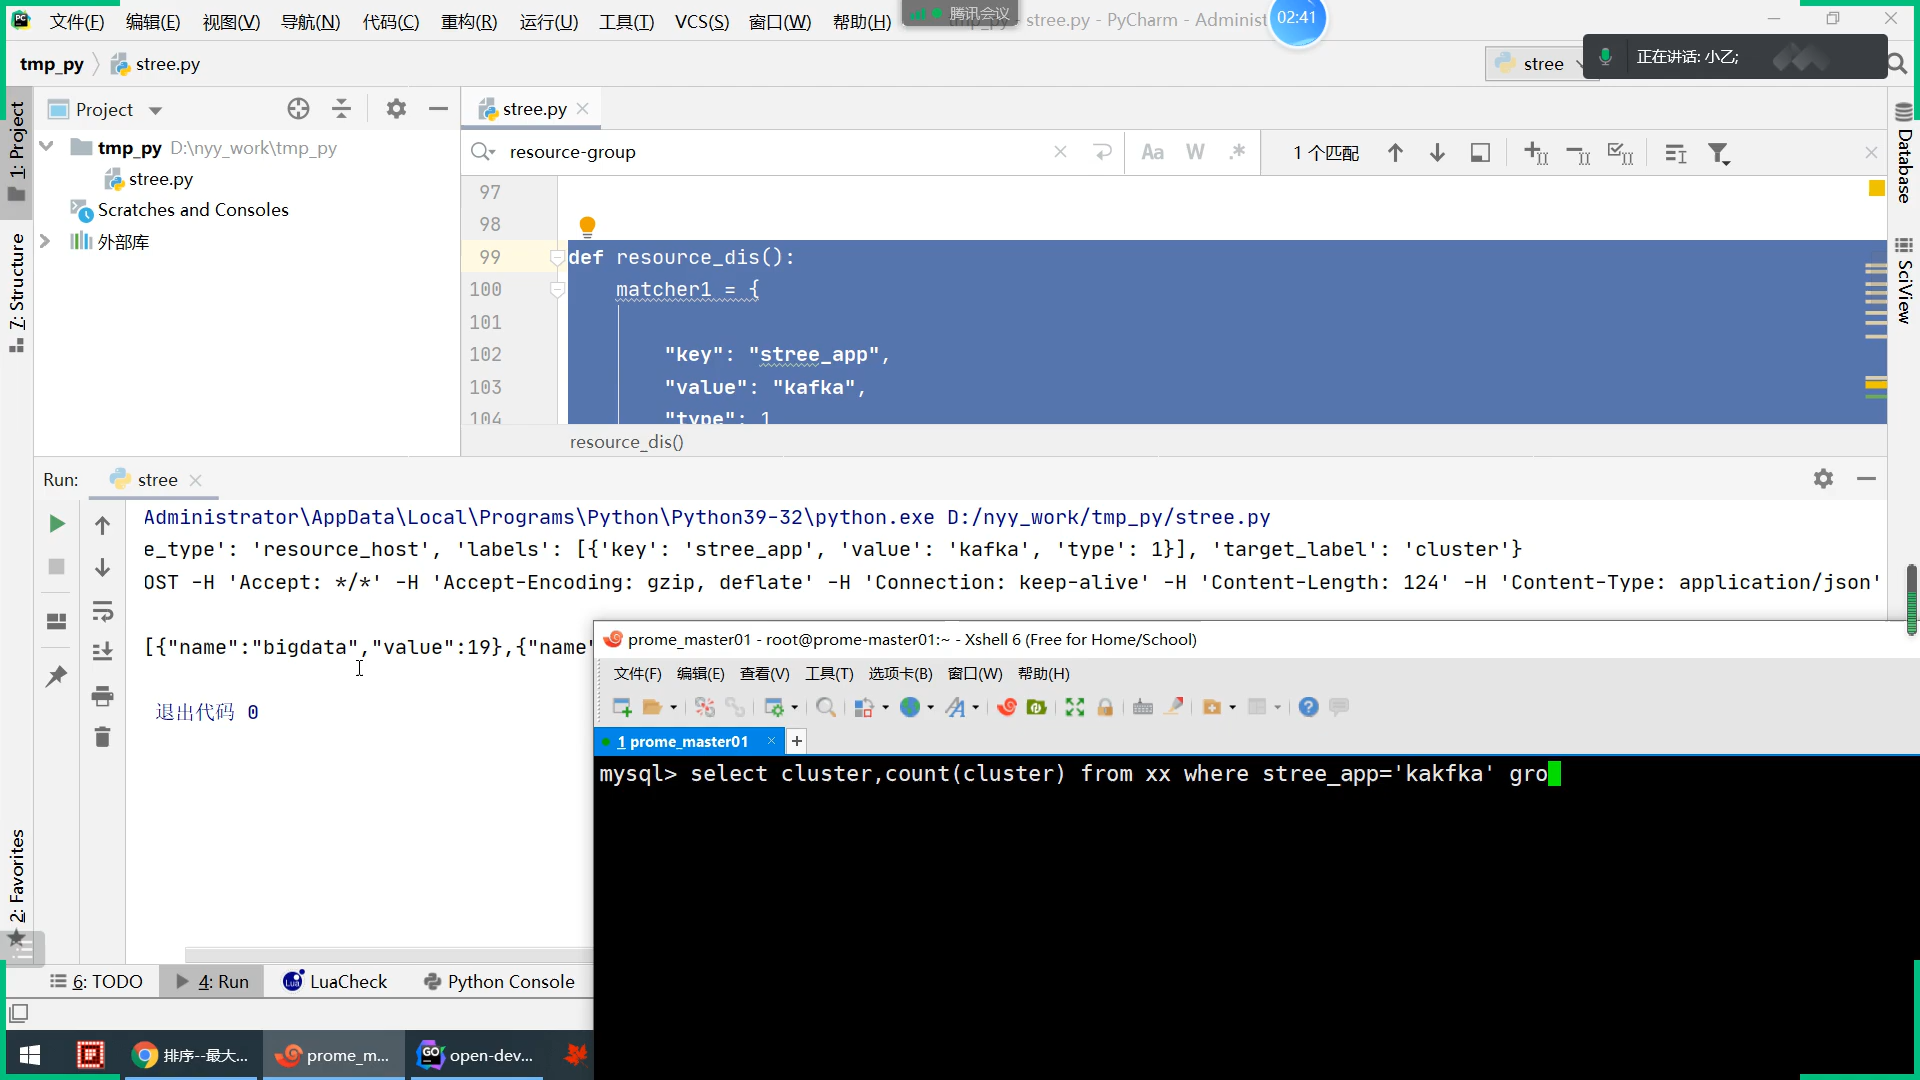 文件(F) 编辑(E) 视图(V) 导航(N) 代码(C) 重构(R) 运行(U) 工具(T) VCS(S) 窗口(W) 帮助(H) 腾讯会议 - stree.py - PyCharm - Administ 02:41
tmp_py stree.py stree 正在讲话: 小乙;
1: Project
7: Structure
2: Favorites
Project
tmp_py D:\nyy_work\tmp_py
stree.py
Scratches and Consoles
外部库
stree.py
resource-group Aa W .* 1 个匹配
97
98
99 def resource_dis():
100 matcher1 = {
101
102 "key": "stree_app",
103 "value": "kafka",
104 "type": 1
resource_dis()
Database
SciView
Run: stree
Administrator\AppData\Local\Programs\Python\Python39-32\python.exe D:/nyy_work/tmp_py/stree.py
e_type': 'resource_host', 'labels': [{'key': 'stree_app', 'value': 'kafka', 'type': 1}], 'target_label': 'cluster'}
OST -H 'Accept: */*' -H 'Accept-Encoding: gzip, deflate' -H 'Connection: keep-alive' -H 'Content-Length: 124' -H 'Content-Type: application/json'
[{"name":"bigdata","value":19},{"name"
退出代码 0
prome_master01 - root@prome-master01:~ - Xshell 6 (Free for Home/School)
文件(F) 编辑(E) 查看(V) 工具(T) 选项卡(B) 窗口(W) 帮助(H)
1 prome_master01
mysql> select cluster,count(cluster) from xx where stree_app='kakfka' gro
6: TODO 4: Run LuaCheck Python Console
排序--最大... prome_m... open-dev...